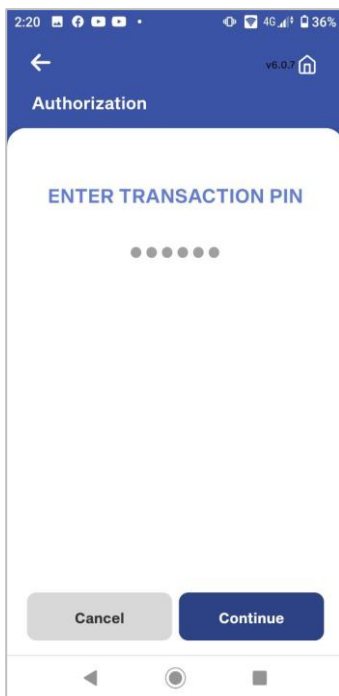 2:20 4G 36%
v6.0.7
Authorization
ENTER TRANSACTION PIN
Cancel Continue